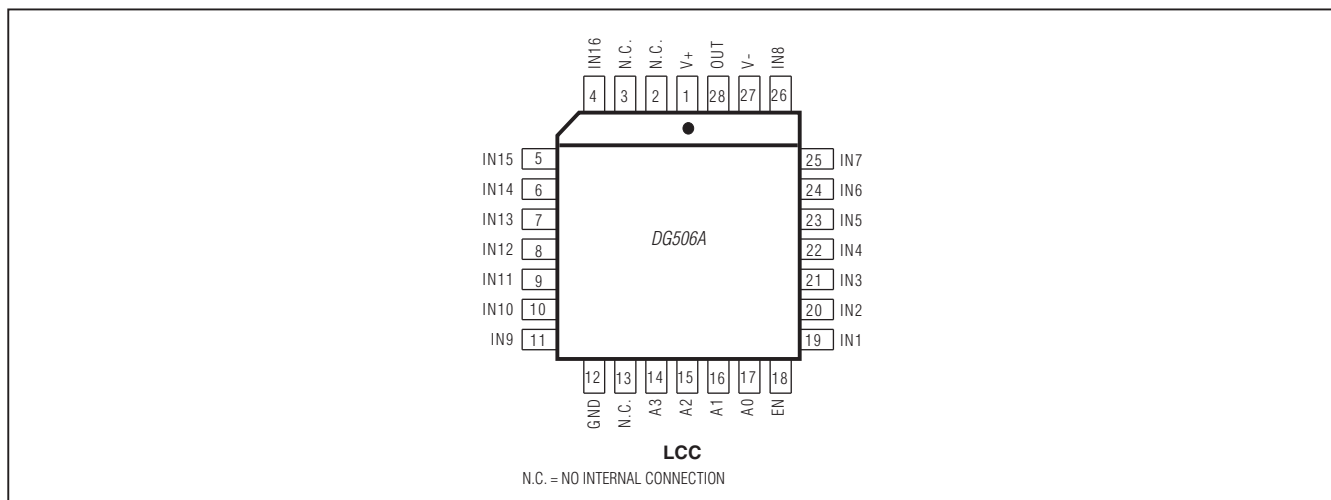 IN16 N.C. N.C. V+ OUT V- IN8
4 3 2 1 28 27 26
IN15 5 25 IN7
IN14 6 24 IN6
IN13 7 23 IN5
DG506A
IN12 8 22 IN4
IN11 9 21 IN3
IN10 10 20 IN2
IN9 11 19 IN1
12 13 14 15 16 17 18
GND N.C. A3 A2 A1 A0 EN
LCC
N.C. = NO INTERNAL CONNECTION